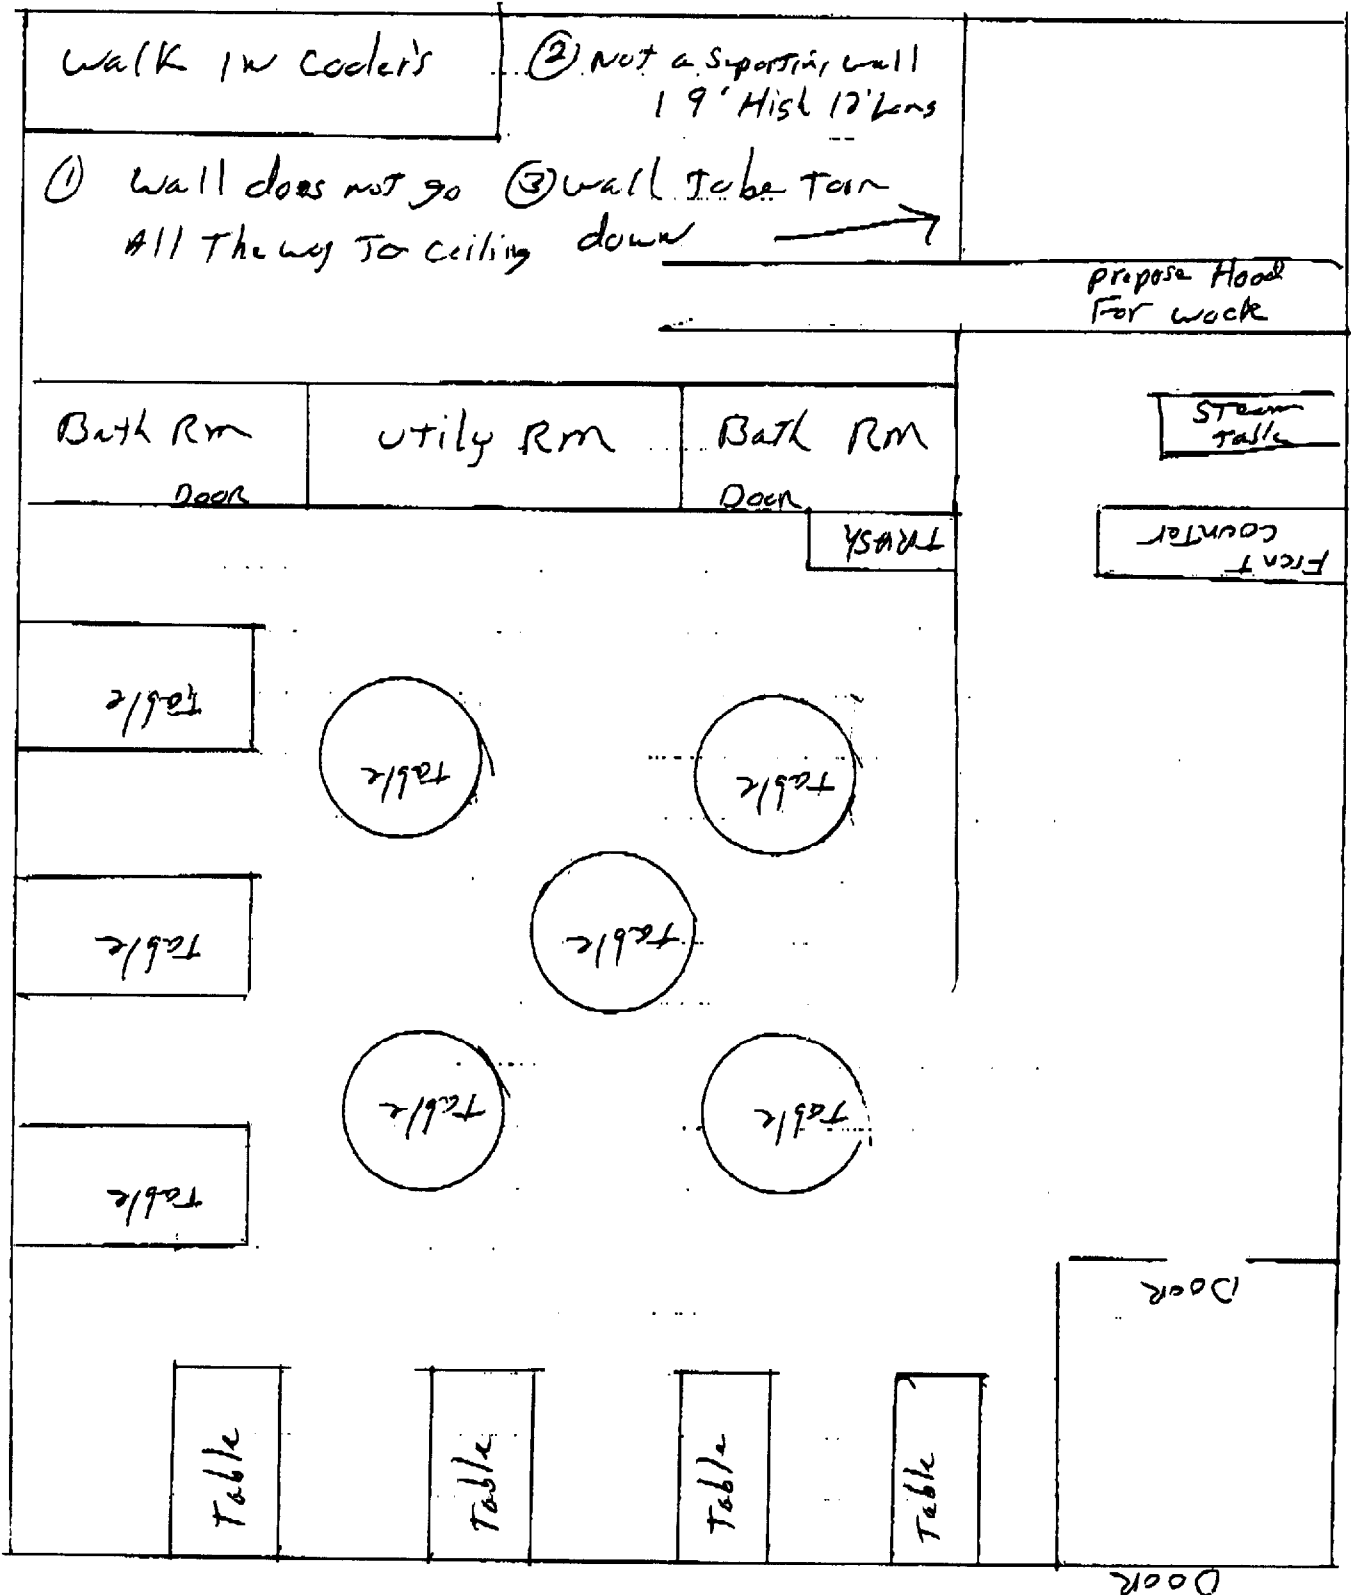 Walk IN Cooler's
② Not a Suporting wall
1 9' High 12' Long
① Wall does not go
All The way To ceiling
③ wall To be Torn
down
propose Hood
For wock
Bath Rm
DOOR
Utily Rm
Bath Rm
Door
STeam
Table
TRASH
Front
Counter
Table
Table
Table
Table
Table
Table
Table
Table
DOOR
Table
Table
Table
Table
DOOR